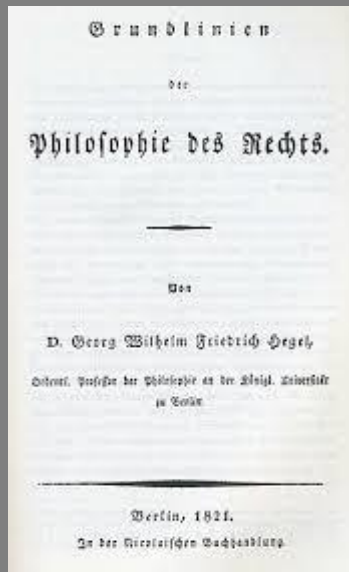 Grundlinien
der
Philosophie des Rechts.
Von
D. Georg Wilhelm Friedrich Hegel,
Ordentl. Professor der Philosophie an der Königl. Universität
zu Berlin.
Berlin, 1821.
In der Nicolaischen Buchhandlung.